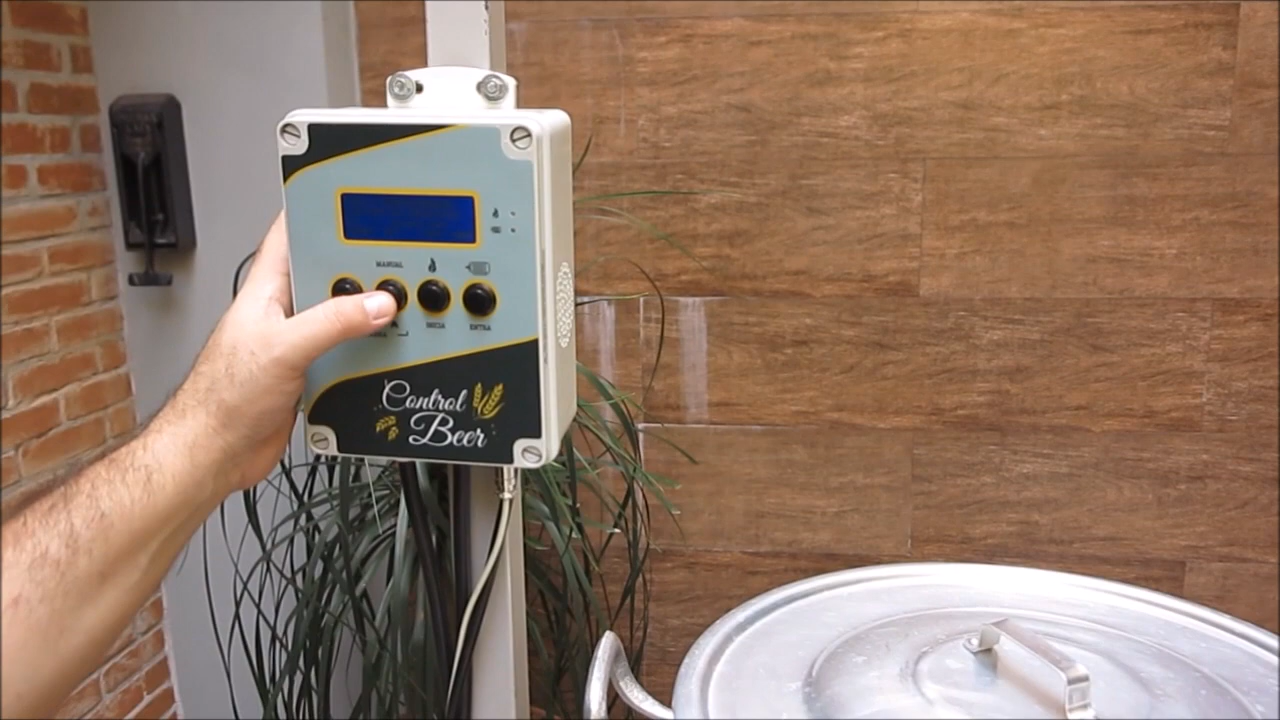 MANUAL
INICIA
EXTRA
Control
Beer